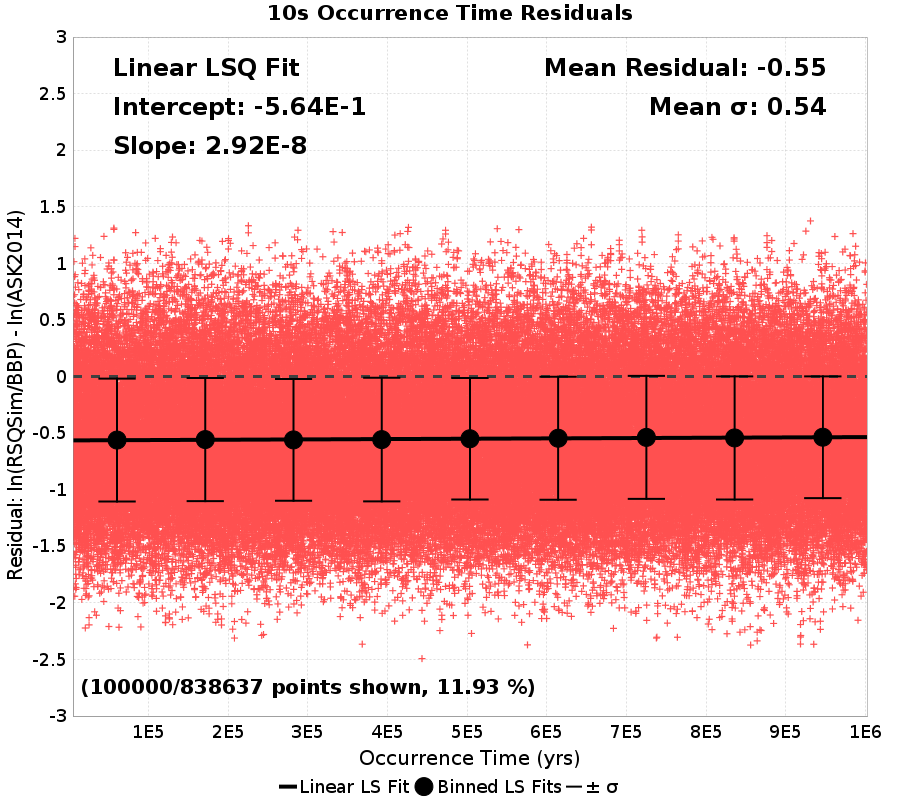 10s Occurrence Time Residuals
Linear LSQ Fit
Intercept: -5.64E-1
Slope: 2.92E-8
Mean Residual: -0.55
Mean σ: 0.54
Residual: ln(RSQSim/BBP) - ln(ASK2014)
3
2.5
2
1.5
1
0.5
0
-0.5
-1
-1.5
-2
-2.5
-3
(100000/838637 points shown, 11.93 %)
1E5 2E5 3E5 4E5 5E5 6E5 7E5 8E5 9E5 1E6
Occurrence Time (yrs)
Linear LS Fit Binned LS Fits ± σ